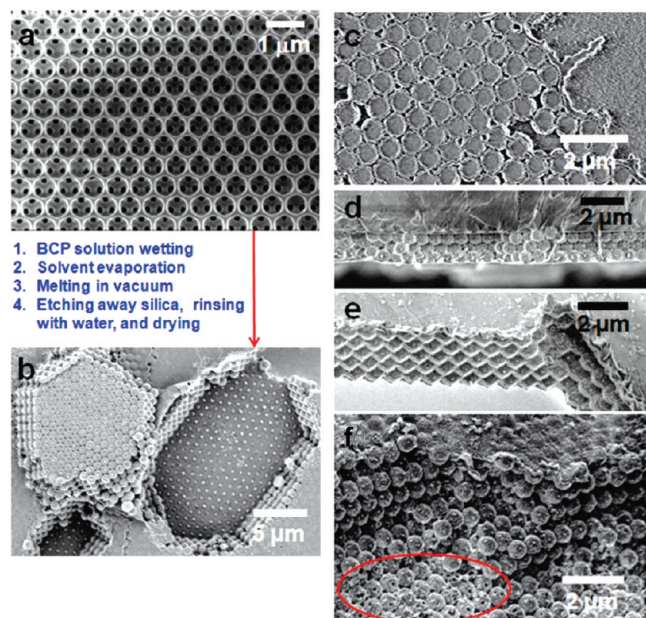 a
1 μm
1. BCP solution wetting
2. Solvent evaporation
3. Melting in vacuum
4. Etching away silica, rinsing
with water, and drying
b
5 μm
c
2 μm
d
2 μm
e
2 μm
f
2 μm